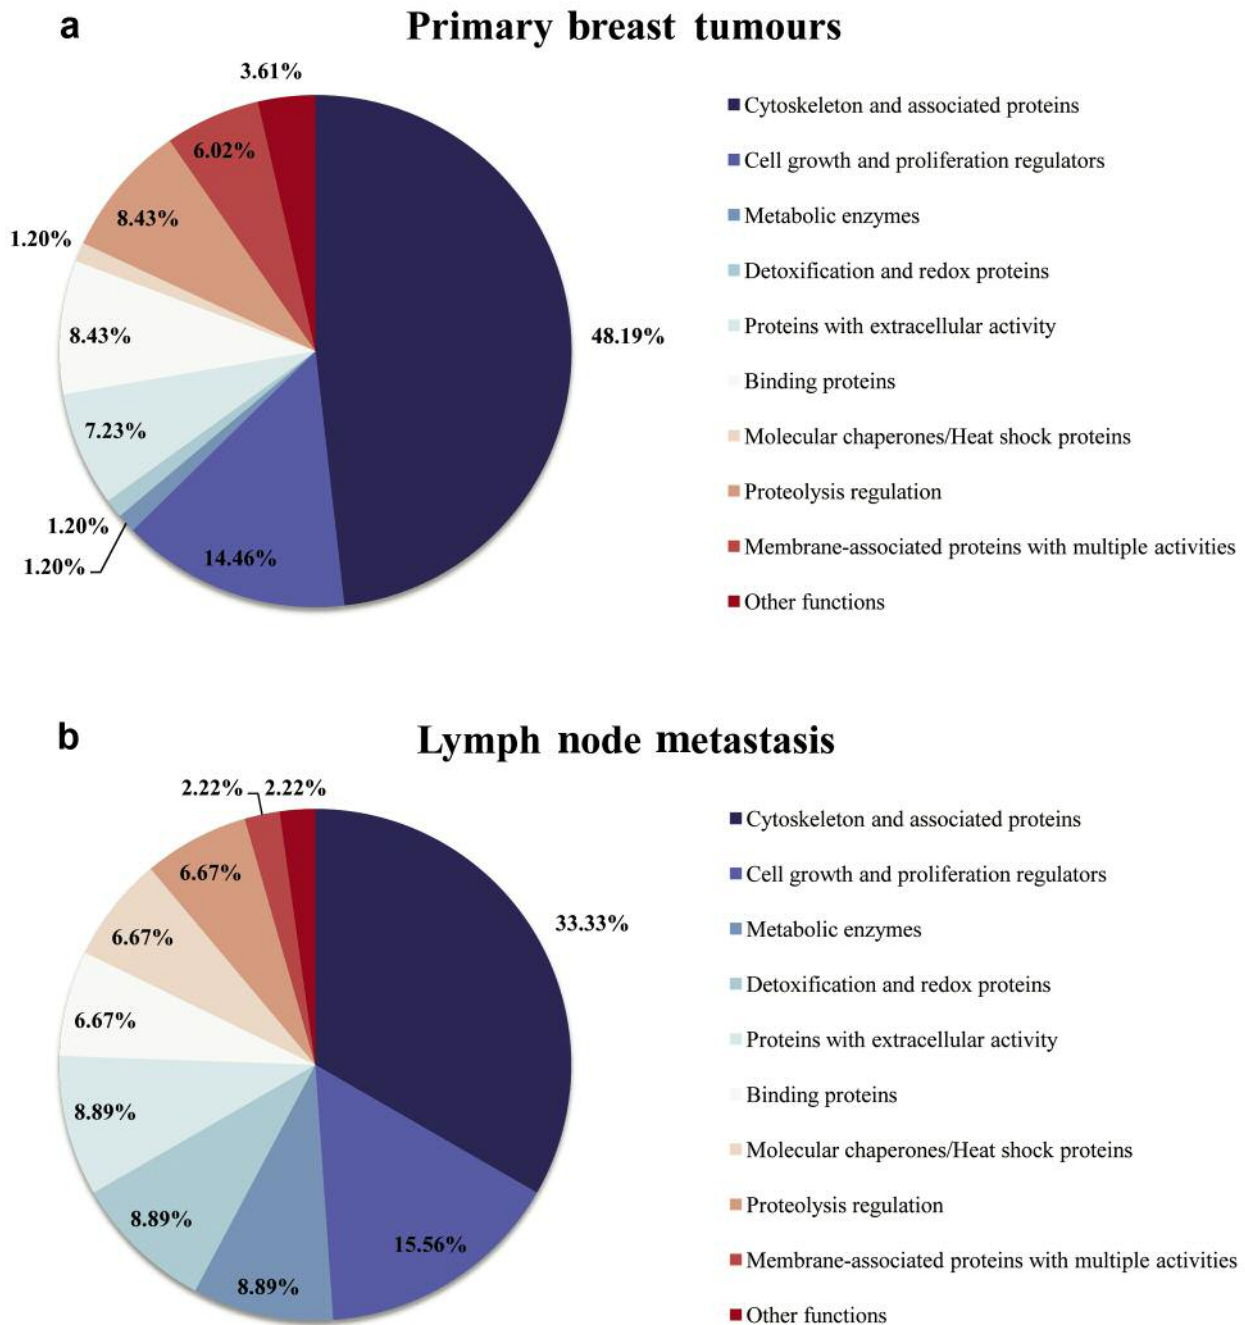 a
Primary breast tumours
3.61%
6.02%
8.43%
1.20%
8.43%
7.23%
1.20%
1.20%
14.46%
48.19%
Cytoskeleton and associated proteins
Cell growth and proliferation regulators
Metabolic enzymes
Detoxification and redox proteins
Proteins with extracellular activity
Binding proteins
Molecular chaperones/Heat shock proteins
Proteolysis regulation
Membrane-associated proteins with multiple activities
Other functions
b
Lymph node metastasis
2.22% 2.22%
6.67%
6.67%
6.67%
8.89%
8.89%
8.89%
15.56%
33.33%
Cytoskeleton and associated proteins
Cell growth and proliferation regulators
Metabolic enzymes
Detoxification and redox proteins
Proteins with extracellular activity
Binding proteins
Molecular chaperones/Heat shock proteins
Proteolysis regulation
Membrane-associated proteins with multiple activities
Other functions